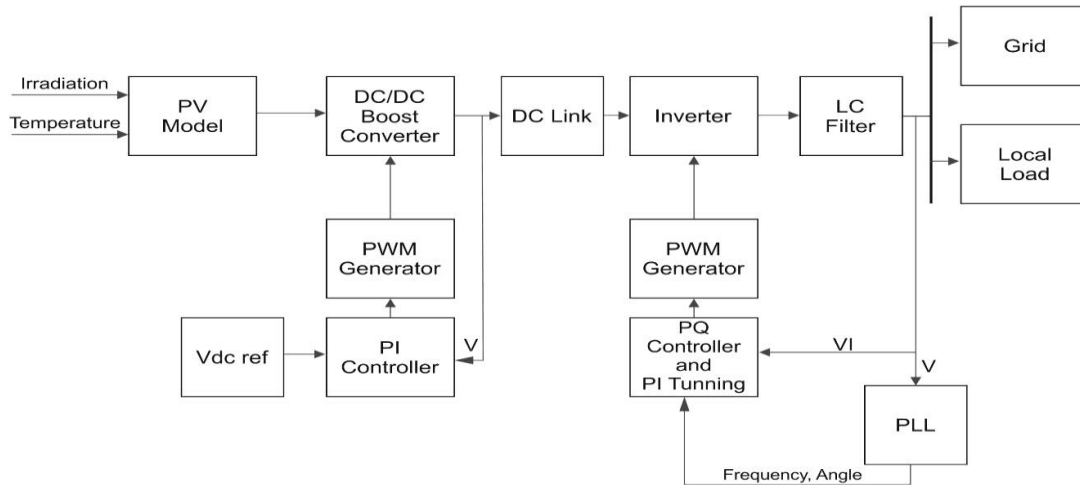 Grid
Irradiation
Temperature
PV
Model
DC/DC
Boost
Converter
DC Link
Inverter
LC
Filter
Local
Load
PWM
Generator
PWM
Generator
Vdc ref
PI
Controller
V
PQ
Controller
and
PI Tunning
VI
V
PLL
Frequency, Angle